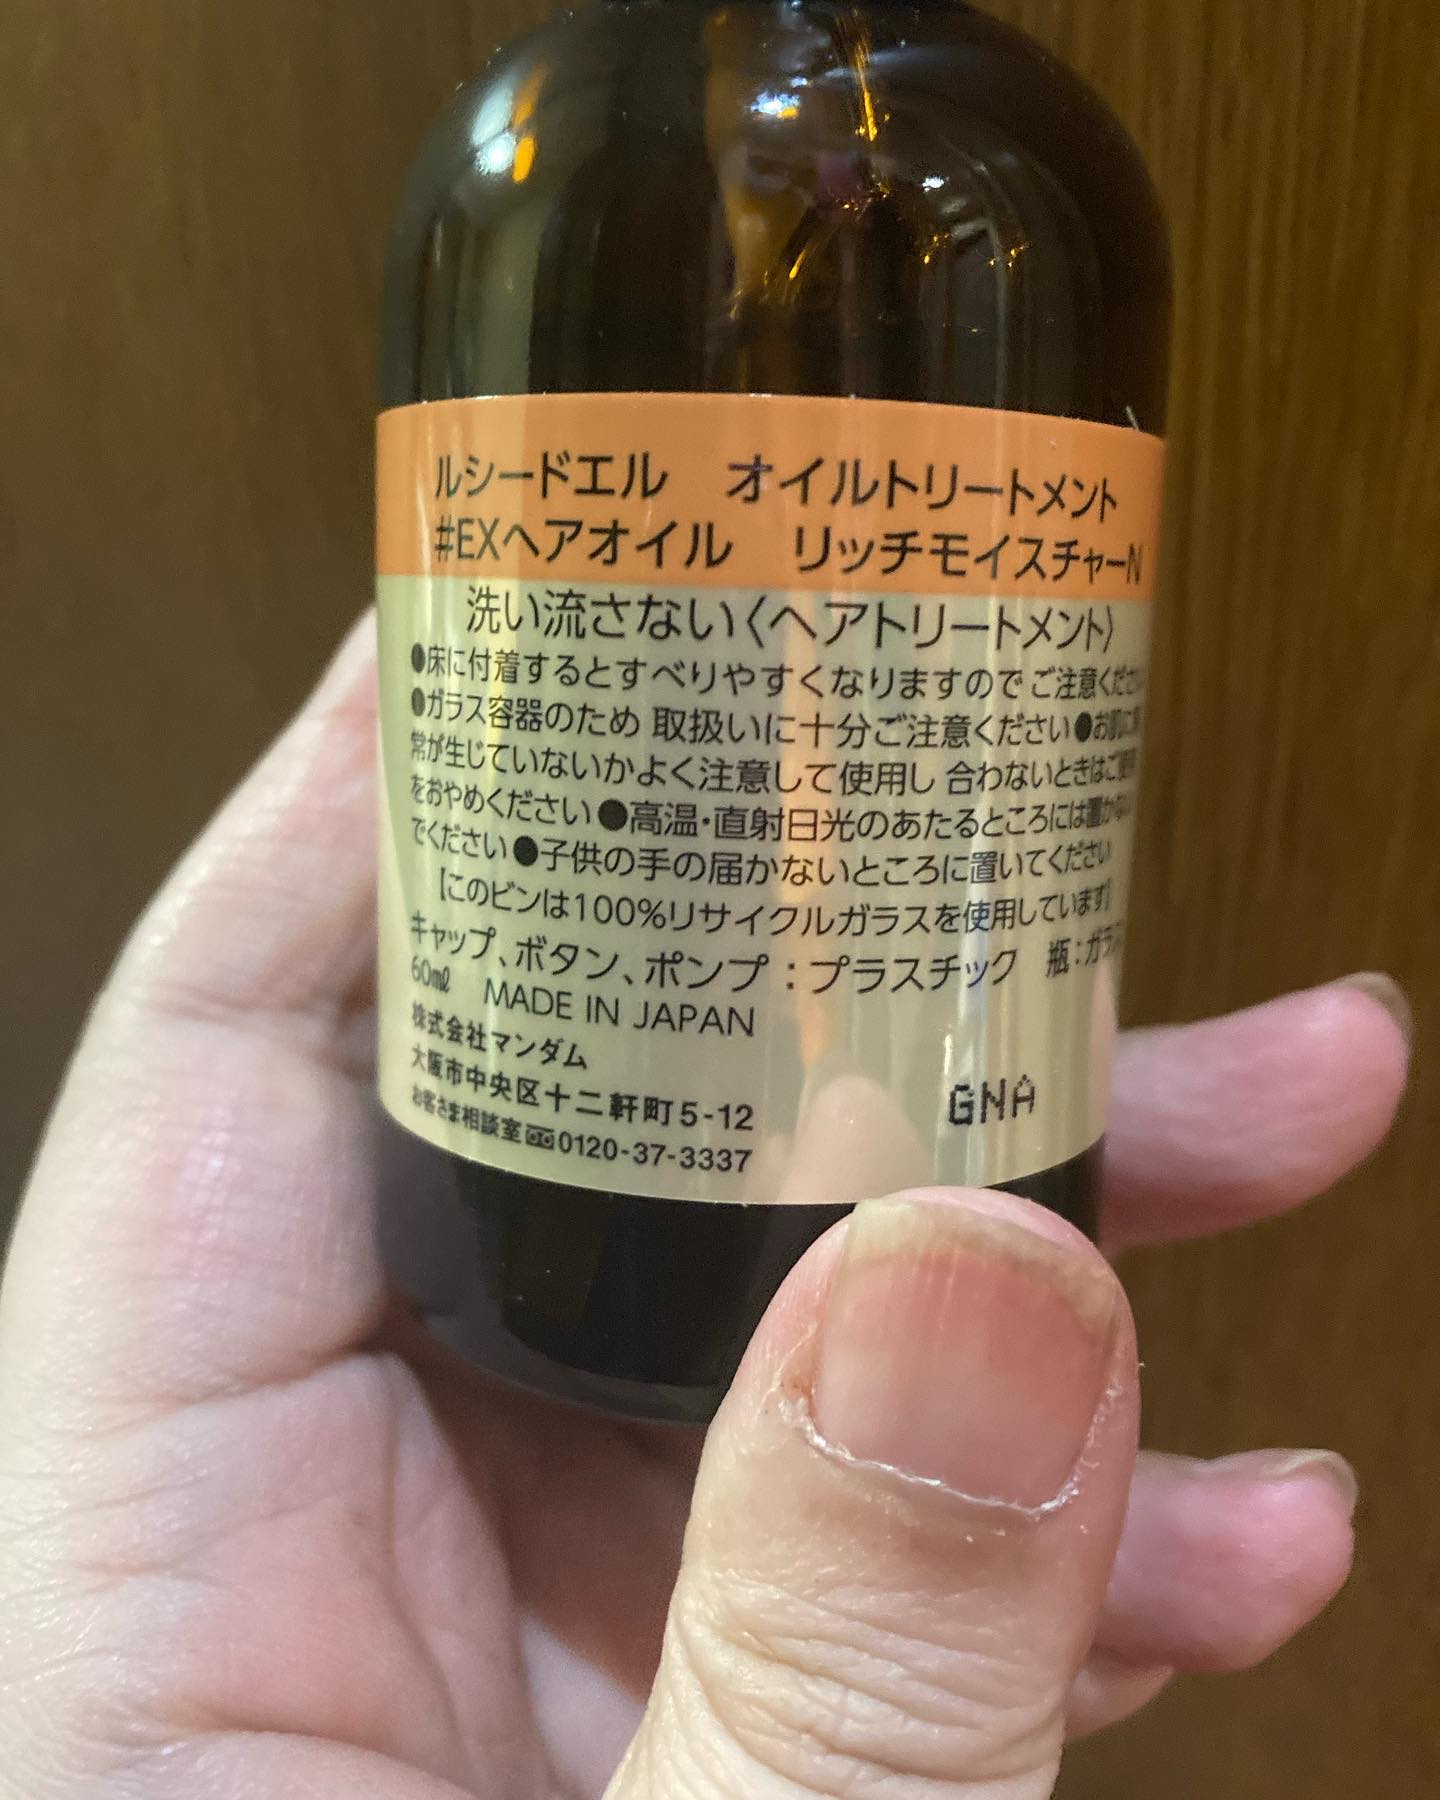 ルシードエル オイルトリートメント
#EXヘアオイル リッチモイスチャーN
洗い流さない〈ヘアトリートメント〉
●床に付着するとすべりやすくなりますのでご注意くださ
●ガラス容器のため 取扱いに十分ご注意ください●お肌に
常が生じていないかよく注意して使用し 合わないときはご使用
をおやめください●高温・直射日光のあたるところには置かない
でください●子供の手の届かないところに置いてください
【このビンは100%リサイクルガラスを使用しています】
キャップ、ボタン、ポンプ：プラスチック 瓶：ガラス
60mℓ MADE IN JAPAN
株式会社マンダム
大阪市中央区十二軒町5-12
お客さま相談室 0120-37-3337
GNA